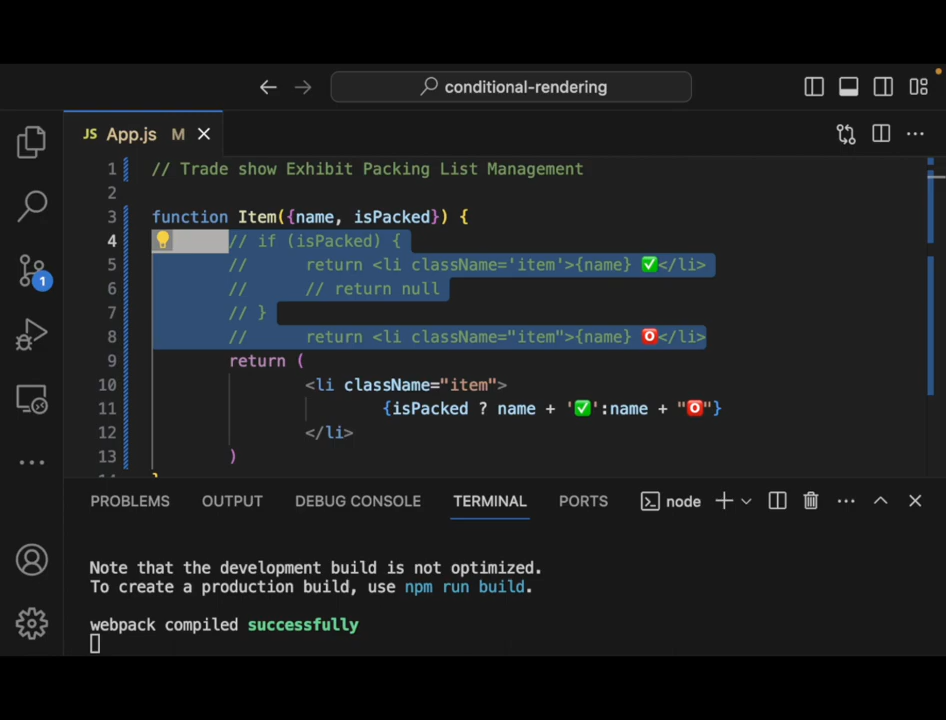 conditional-rendering
JS App.js M
1 // Trade show Exhibit Packing List Management
2
3 function Item({name, isPacked}) {
4 // if (isPacked) {
5 // return <li className='item'>{name} ✅</li>
6 // // return null
7 // }
8 // return <li className="item">{name} 🅾️</li>
9 return (
10 <li className="item">
11 {isPacked ? name + '✅':name + "🅾️"}
12 </li>
13 )
1
PROBLEMS OUTPUT DEBUG CONSOLE TERMINAL PORTS node
Note that the development build is not optimized.
To create a production build, use npm run build.
webpack compiled successfully